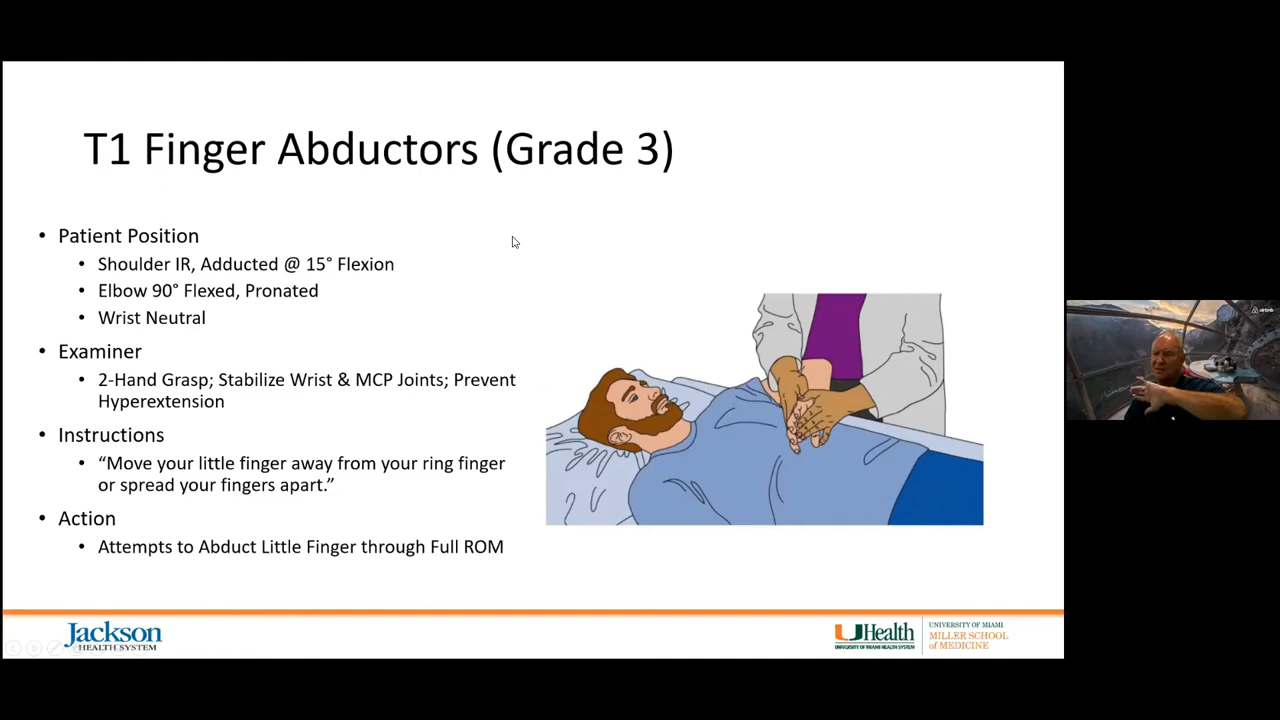 T1 Finger Abductors (Grade 3)
• Patient Position
• Shoulder IR, Adducted @ 15° Flexion
• Elbow 90° Flexed, Pronated
• Wrist Neutral
• Examiner
• 2-Hand Grasp; Stabilize Wrist & MCP Joints; Prevent
Hyperextension
• Instructions
• “Move your little finger away from your ring finger
or spread your fingers apart.”
• Action
• Attempts to Abduct Little Finger through Full ROM
airbnb
Jackson
HEALTH SYSTEM
UHealth
UNIVERSITY OF MIAMI HEALTH SYSTEM
UNIVERSITY OF MIAMI
MILLER SCHOOL
of MEDICINE